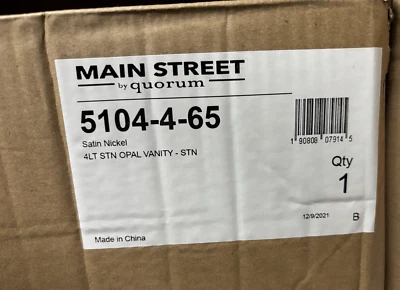 MAIN STREET
by quorum
5104-4-65
Satin Nickel
4LT STN OPAL VANITY - STN
1 90808 07914 5
Qty
1
12/9/2021 B
Made in China